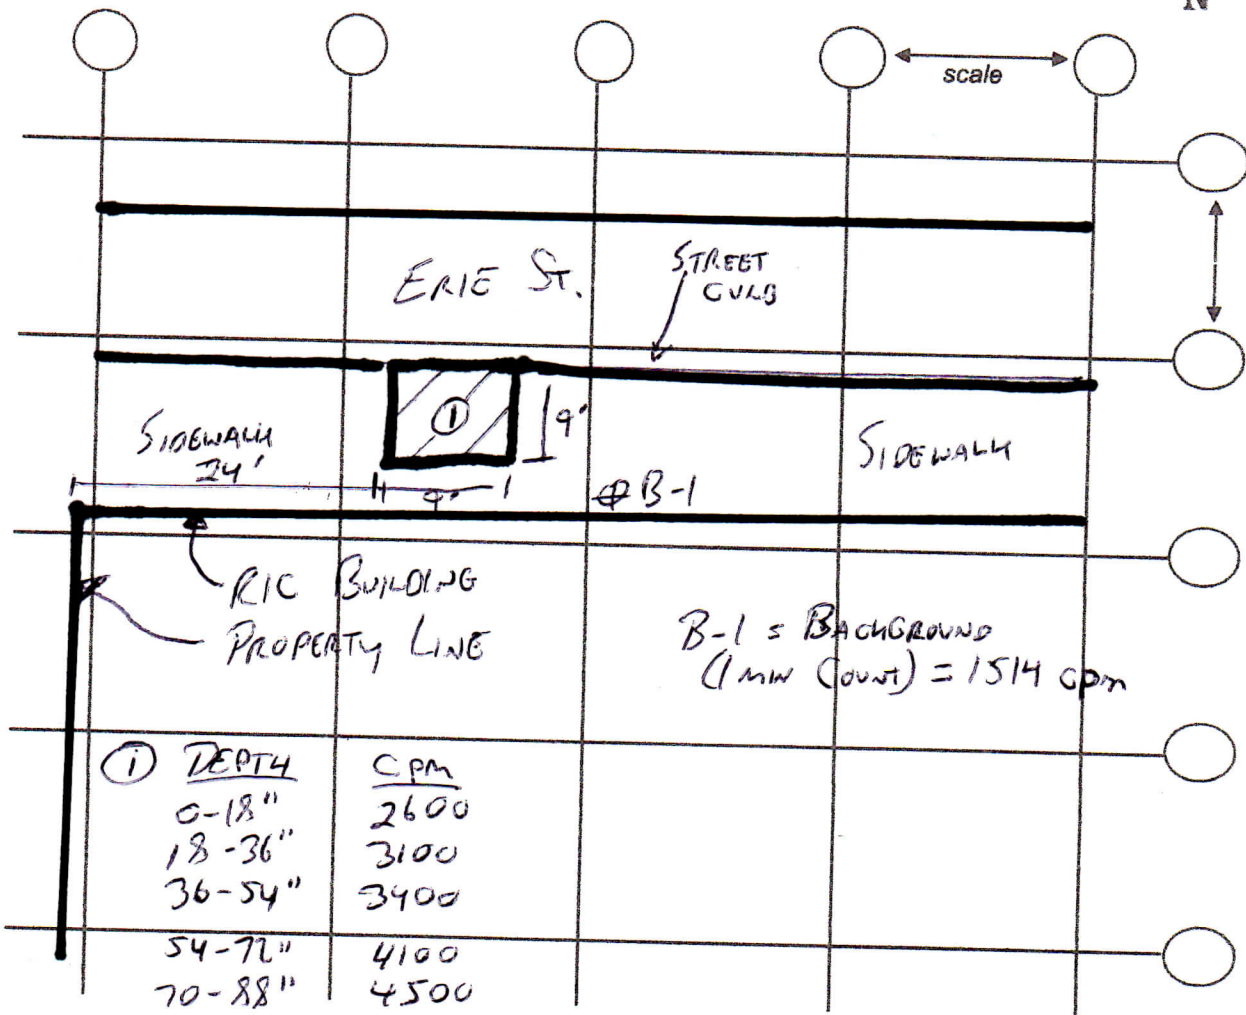 N
scale
ERIE ST.
STREET
CURB
①
9'
SIDEWALK
24'
9'
SIDEWALK
B-1
RIC BUILDING
PROPERTY LINE
B-1 = BACKGROUND
(1 MIN COUNT) = 1514 cpm
① DEPTH CPM
0-18" 2600
18-36" 3100
36-54" 3400
54-72" 4100
70-88" 4500